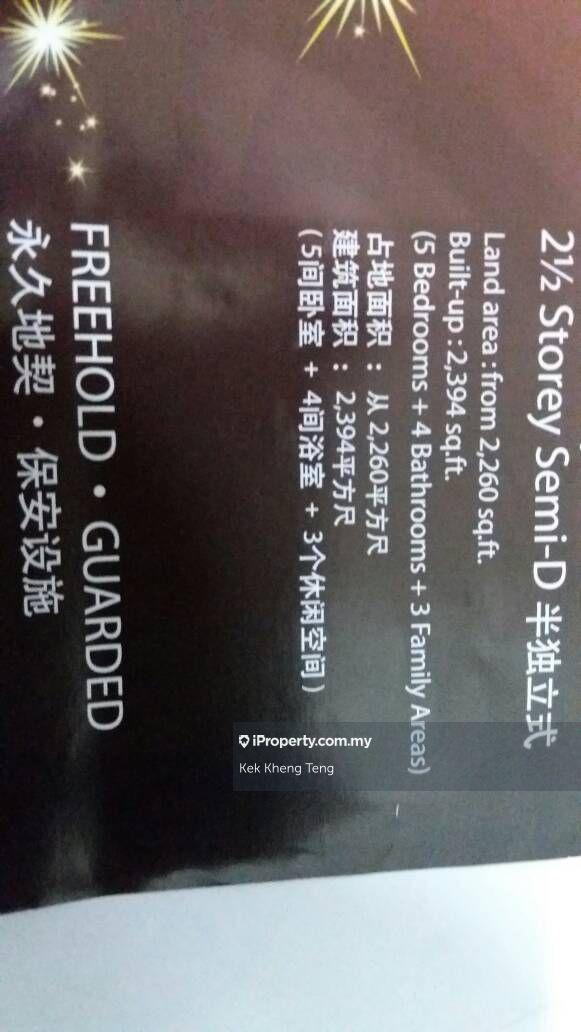 2½ Storey Semi-D 半独立式
Land area : from 2,260 sq.ft.
Built-up : 2,394 sq.ft.
(5 Bedrooms + 4 Bathrooms + 3 Family Areas)
占地面积 : 从 2,260平方尺
建筑面积 : 2,394平方尺
( 5间卧室 + 4间浴室 + 3个休闲空间 )
FREEHOLD • GUARDED
永久地契 • 保安设施
iProperty.com.my
Kek Kheng Teng